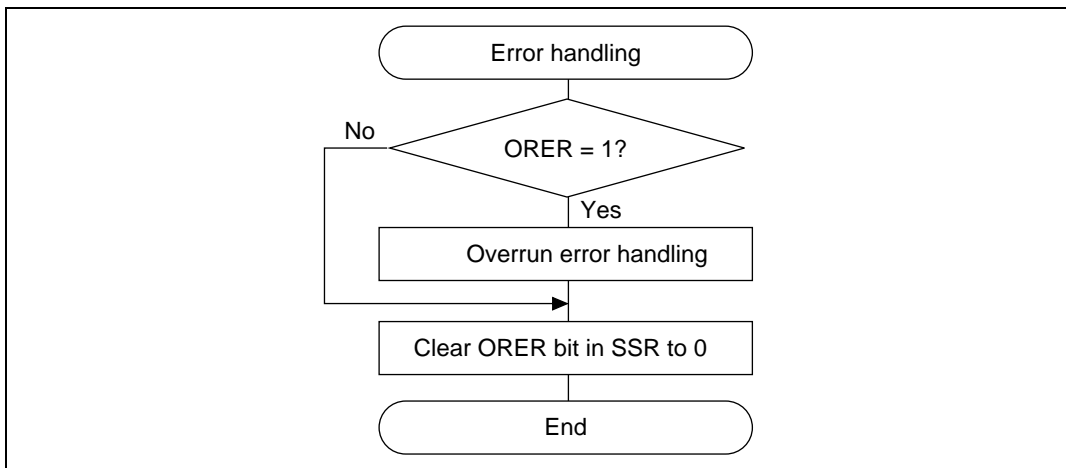 Error handling
No
ORER = 1?
Yes
Overrun error handling
Clear ORER bit in SSR to 0
End